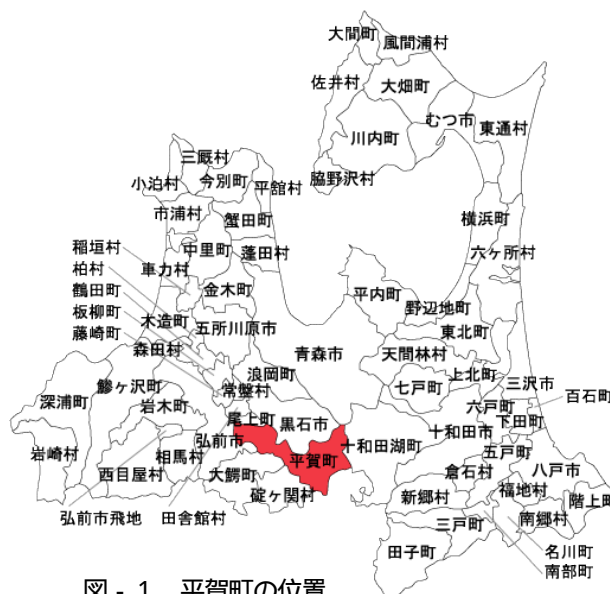 大間町
風間浦村
佐井村
大畑町
むつ市
東通村
川内町
脇野沢村
三厩村
小泊村
今別町
平舘村
市浦村
蟹田町
横浜町
稲垣村
中里町
蓬田村
六ヶ所村
柏村
車力村
鶴田町
金木町
平内町
板柳町
野辺地町
木造町
五所川原市
東北町
藤崎町
青森市
森田村
天間林村
浪岡町
上北町
鰺ヶ沢町
常盤村
七戸町
三沢市
百石町
深浦町
岩木町
尾上町
黒石市
六戸町
下田町
岩崎村
弘前市
十和田湖町
十和田市
五戸町
相馬村
平賀町
八戸市
西目屋村
大鰐町
倉石村
碇ヶ関村
新郷村
福地村
階上町
弘前市飛地
田舎館村
三戸町
南郷村
田子町
名川町
南部町
図-1 平賀町の位置